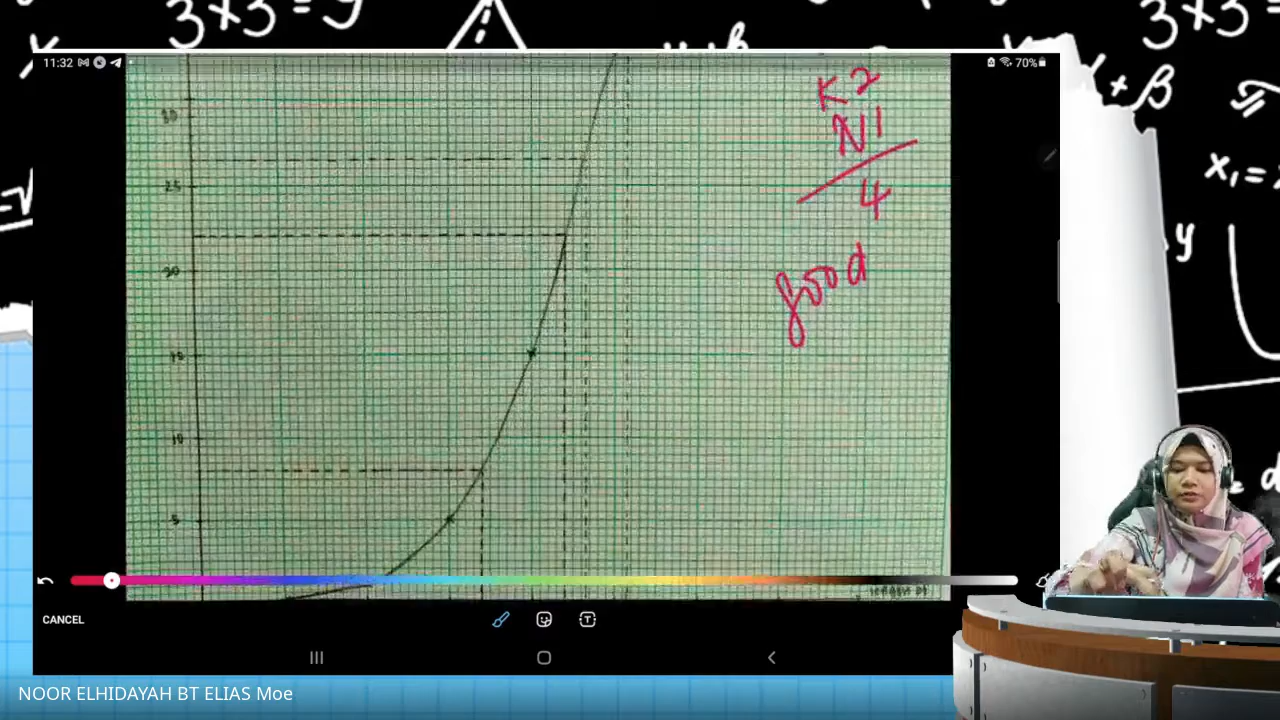 3×3=9
3×3=
11:32
70%
K2
N1
4
good
30
25
20
15
10
5
+ β
x₁=
y
CANCEL
NOOR ELHIDAYAH BT ELIAS Moe